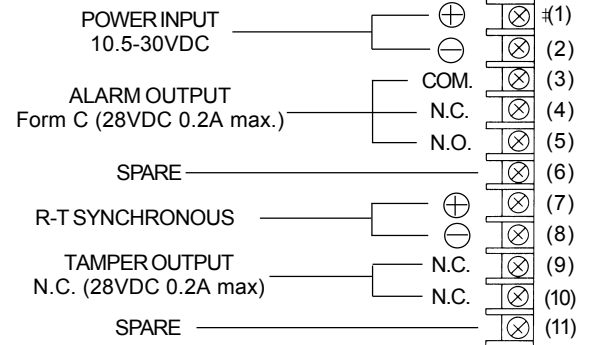 POWER INPUT
10.5-30VDC
⊕ (1)
⊖ (2)
ALARM OUTPUT
Form C (28VDC 0.2A max.)
COM. (3)
N.C. (4)
N.O. (5)
SPARE (6)
R-T SYNCHRONOUS
⊕ (7)
⊖ (8)
TAMPER OUTPUT
N.C. (28VDC 0.2A max)
N.C. (9)
N.C. (10)
SPARE (11)